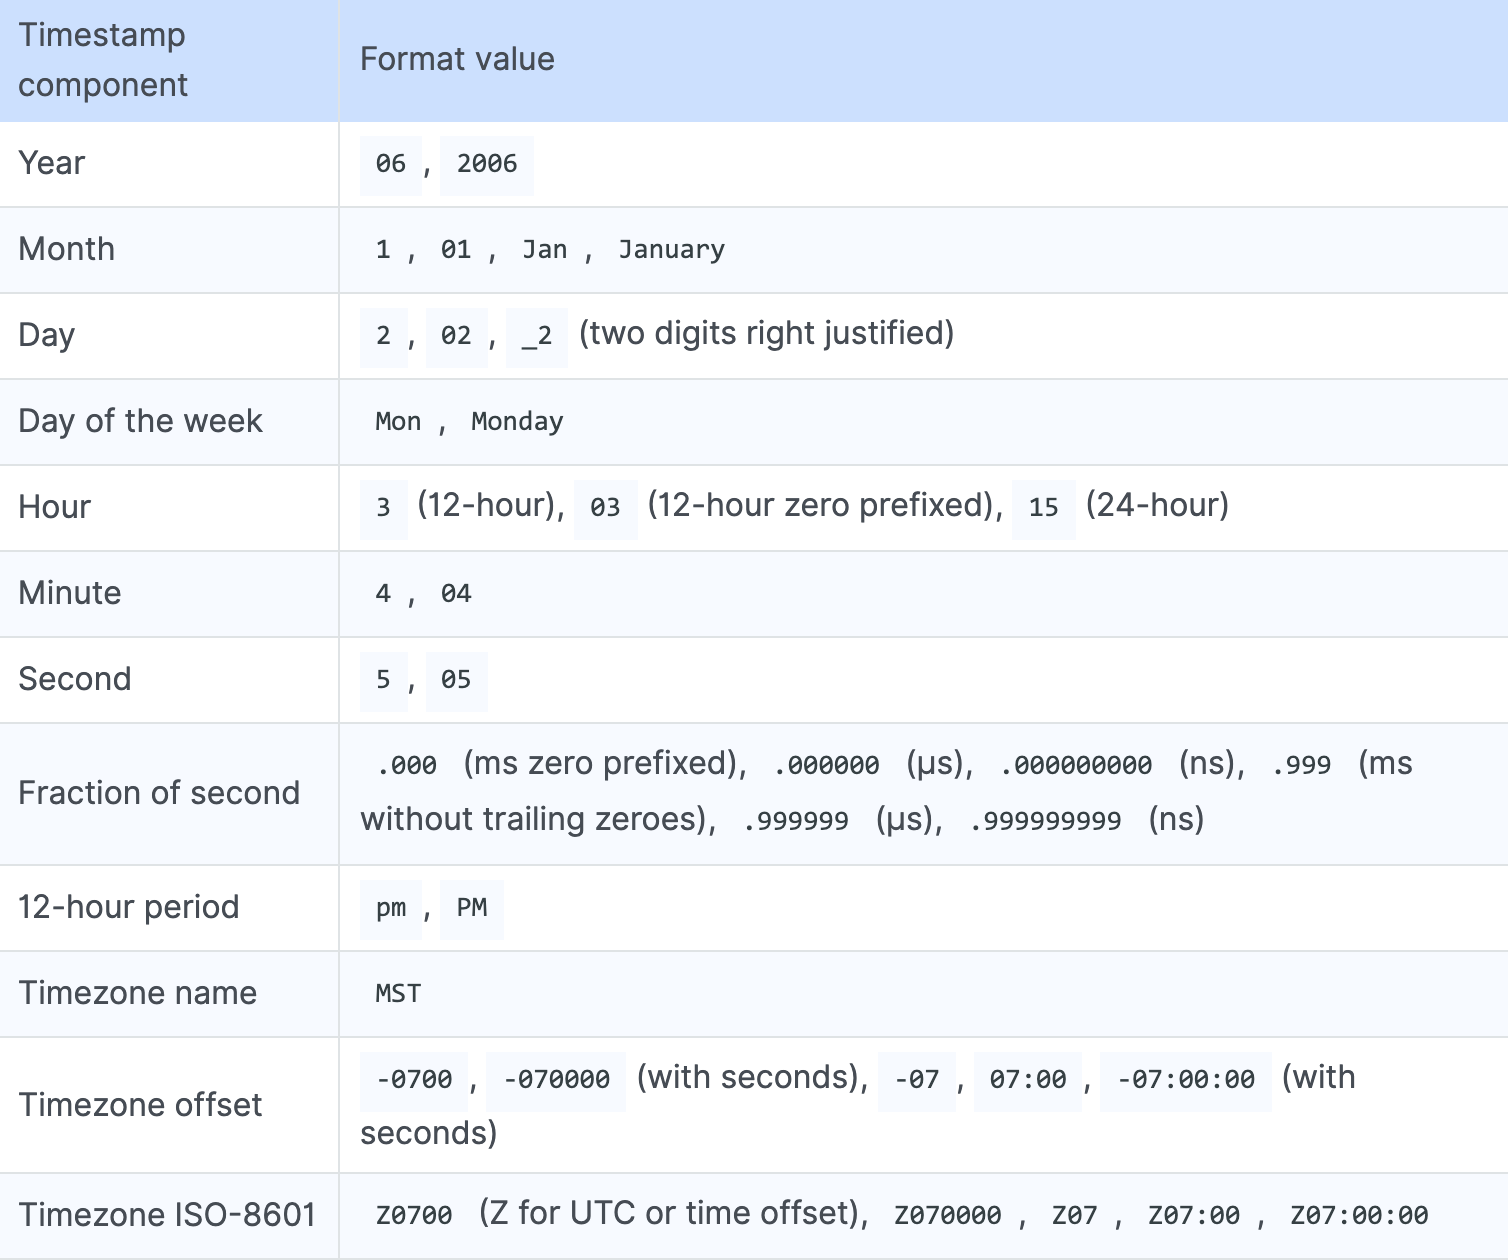 Timestamp
component
Format value
Year
06 , 2006
Month
1 , 01 , Jan , January
Day
2 , 02 , _2 (two digits right justified)
Day of the week
Mon , Monday
Hour
3 (12-hour), 03 (12-hour zero prefixed), 15 (24-hour)
Minute
4 , 04
Second
5 , 05
Fraction of second
.000 (ms zero prefixed), .000000 (μs), .000000000 (ns), .999 (ms
without trailing zeroes), .999999 (μs), .999999999 (ns)
12-hour period
pm , PM
Timezone name
MST
Timezone offset
-0700 , -070000 (with seconds), -07 , 07:00 , -07:00:00 (with
seconds)
Timezone ISO-8601
Z0700 (Z for UTC or time offset), Z070000 , Z07 , Z07:00 , Z07:00:00